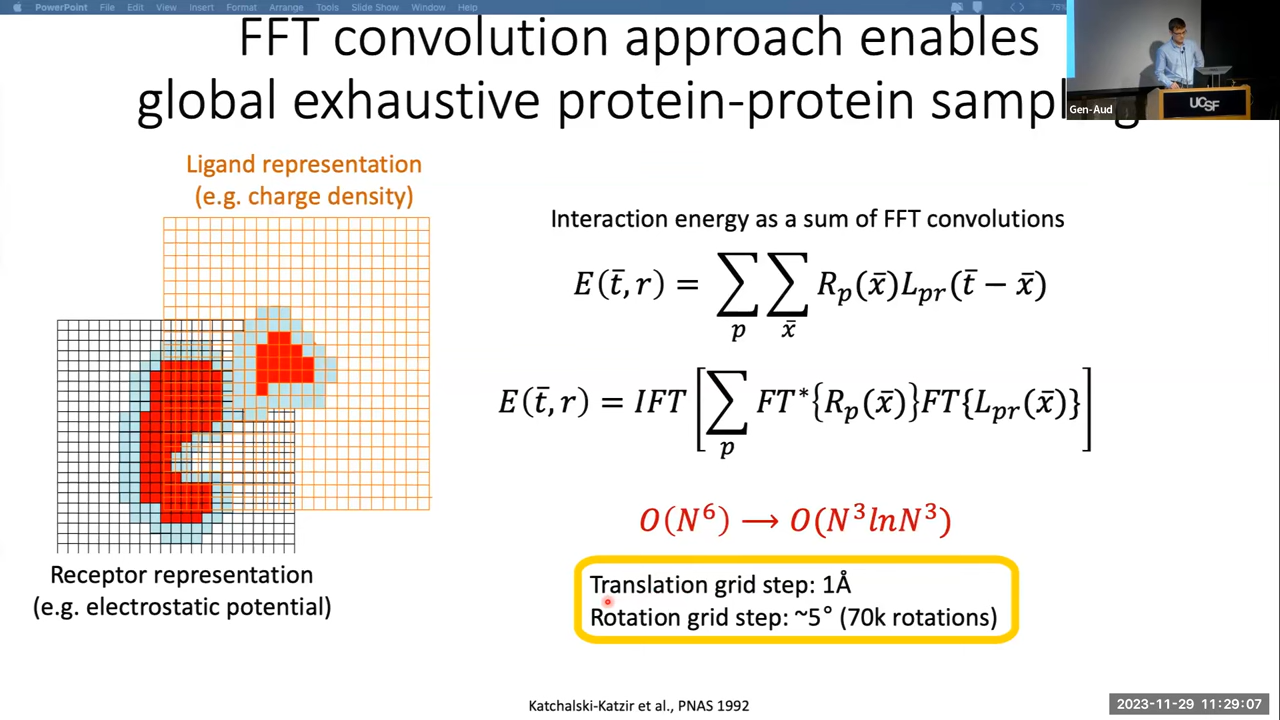 PowerPoint File Edit View Insert Format Arrange Tools Slide Show Window Help 76%
FFT convolution approach enables
global exhaustive protein-protein
Gen-Aud
UCSF
Ligand representation
(e.g. charge density)
Interaction energy as a sum of FFT convolutions
E(t̄, r) = ∑ₚ ∑ₓ̄ Rₚ(x̄)Lₚᵣ(t̄ − x̄)
E(t̄, r) = IFT [∑ₚ FT*{Rₚ(x̄)}FT{Lₚᵣ(x̄)}]
O(N⁶) ⟶ O(N³lnN³)
Translation grid step: 1Å
Rotation grid step: ~5° (70k rotations)
Receptor representation
(e.g. electrostatic potential)
Katchalski-Katzir et al., PNAS 1992
2023-11-29 11:29:07